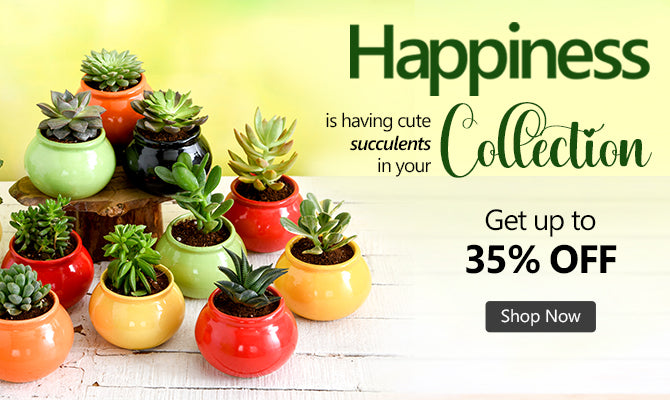 Happiness
is having cute
succulents
in your
Collection
Get up to
35% OFF
Shop Now